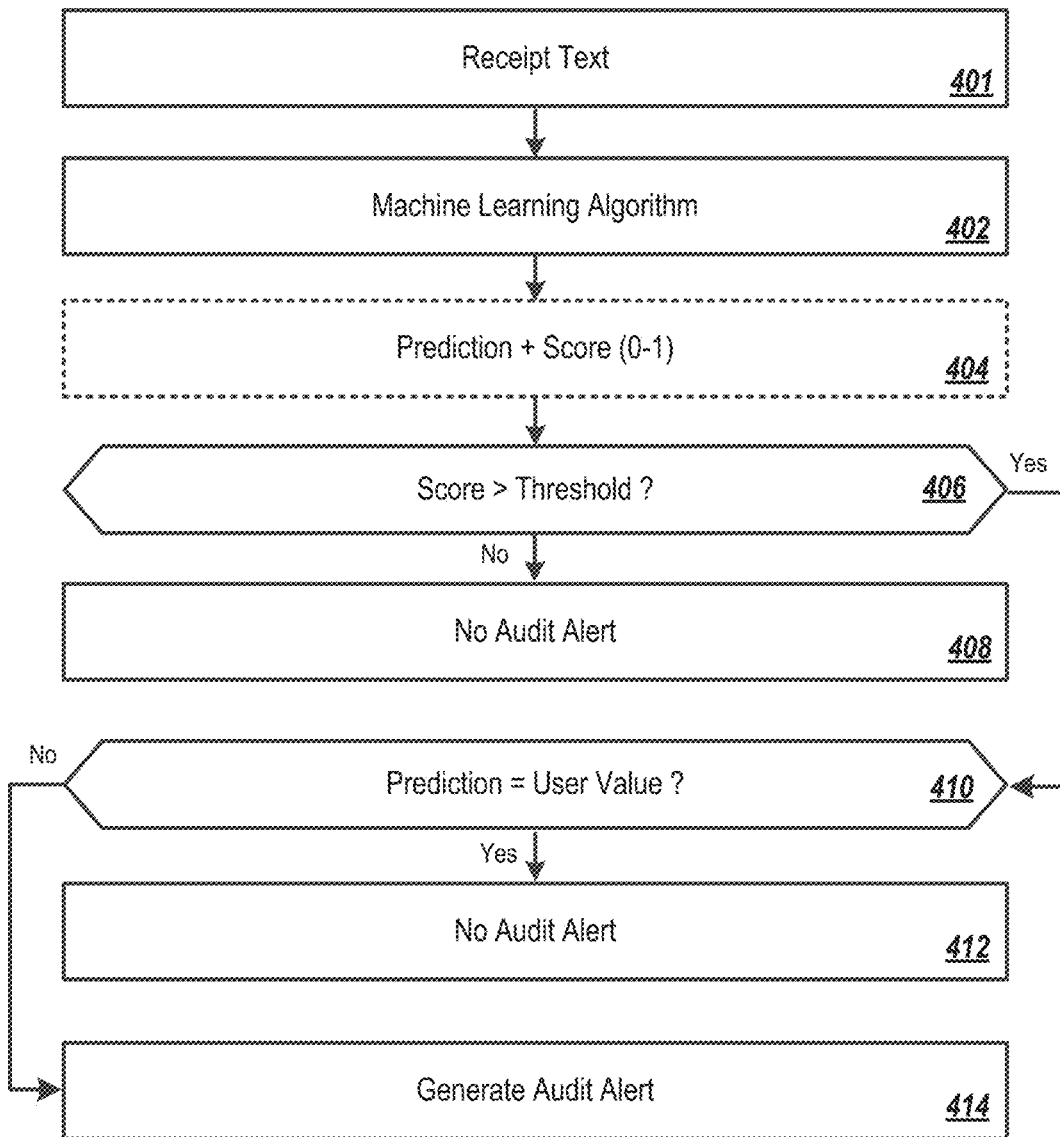 Receipt Text
401
Machine Learning Algorithm
402
Prediction + Score (0-1)
404
Score > Threshold ?
406
Yes
No
No Audit Alert
408
No
Prediction = User Value ?
410
Yes
No Audit Alert
412
Generate Audit Alert
414